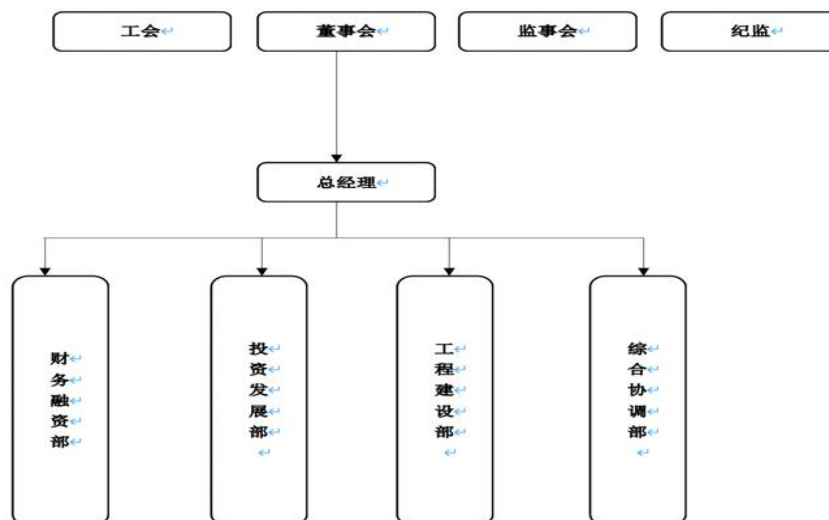 工会
董事会
监事会
纪监
总经理
财务融资部
投资发展部
工程建设部
综合协调部